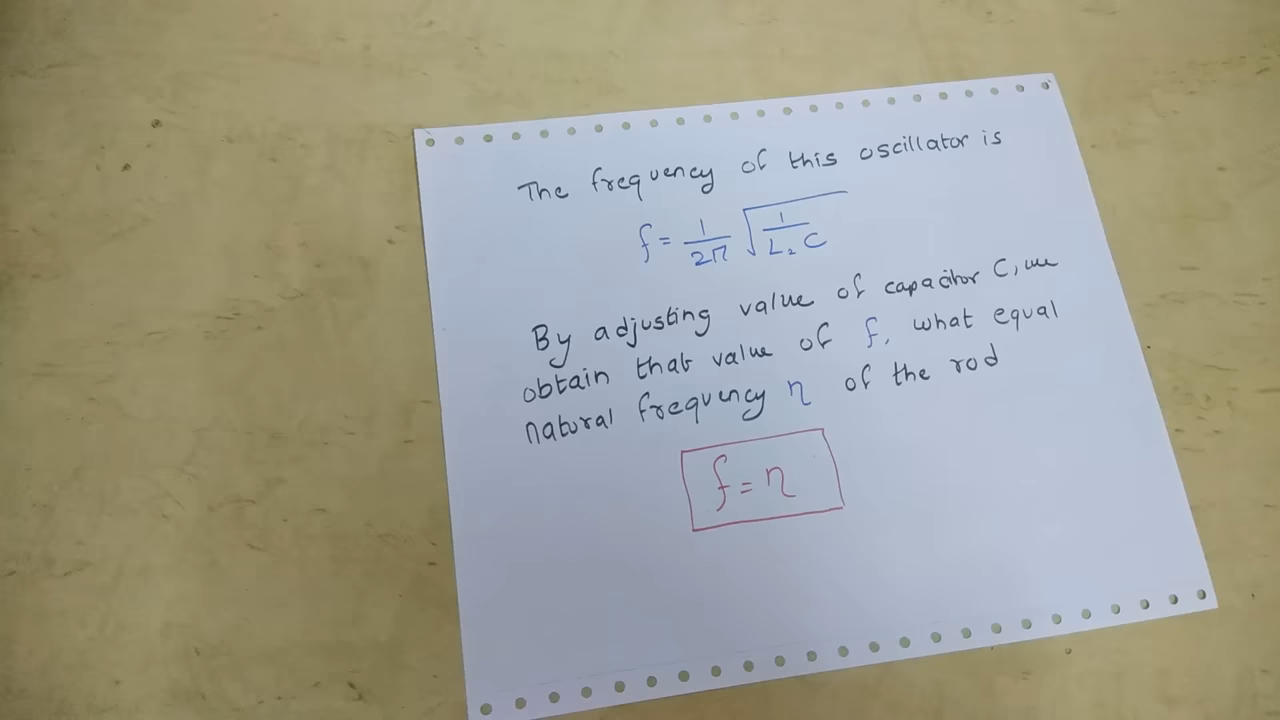 The frequency of this oscillator is
f = 1/2π √1/L₂ C
By adjusting value of capacitor C, we
obtain that value of f, what equal
natural frequency η of the rod
f = η